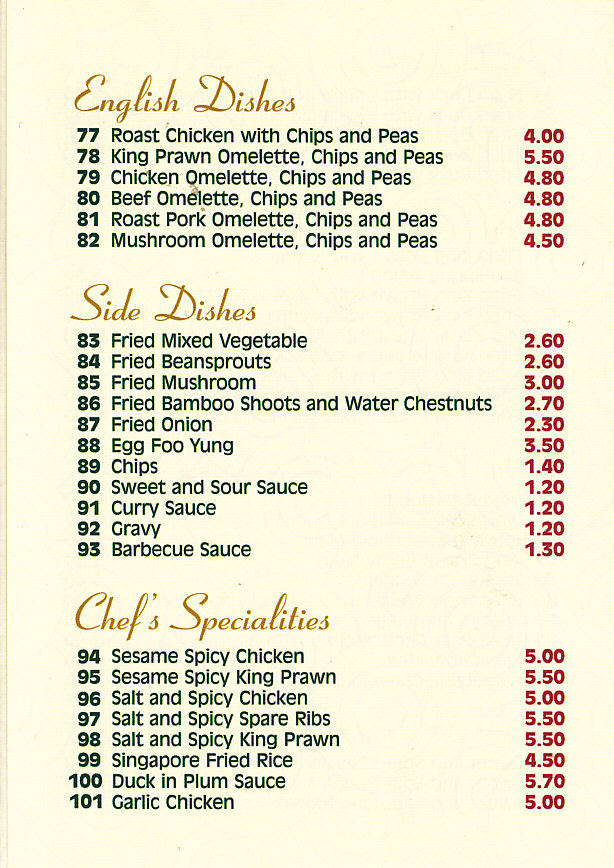 English Dishes
77 Roast Chicken with Chips and Peas 4.00
78 King Prawn Omelette, Chips and Peas 5.50
79 Chicken Omelette, Chips and Peas 4.80
80 Beef Omelette, Chips and Peas 4.80
81 Roast Pork Omelette, Chips and Peas 4.80
82 Mushroom Omelette, Chips and Peas 4.50
Side Dishes
83 Fried Mixed Vegetable 2.60
84 Fried Beansprouts 2.60
85 Fried Mushroom 3.00
86 Fried Bamboo Shoots and Water Chestnuts 2.70
87 Fried Onion 2.30
88 Egg Foo Yung 3.50
89 Chips 1.40
90 Sweet and Sour Sauce 1.20
91 Curry Sauce 1.20
92 Gravy 1.20
93 Barbecue Sauce 1.30
Chef's Specialities
94 Sesame Spicy Chicken 5.00
95 Sesame Spicy King Prawn 5.50
96 Salt and Spicy Chicken 5.00
97 Salt and Spicy Spare Ribs 5.50
98 Salt and Spicy King Prawn 5.50
99 Singapore Fried Rice 4.50
100 Duck in Plum Sauce 5.70
101 Garlic Chicken 5.00